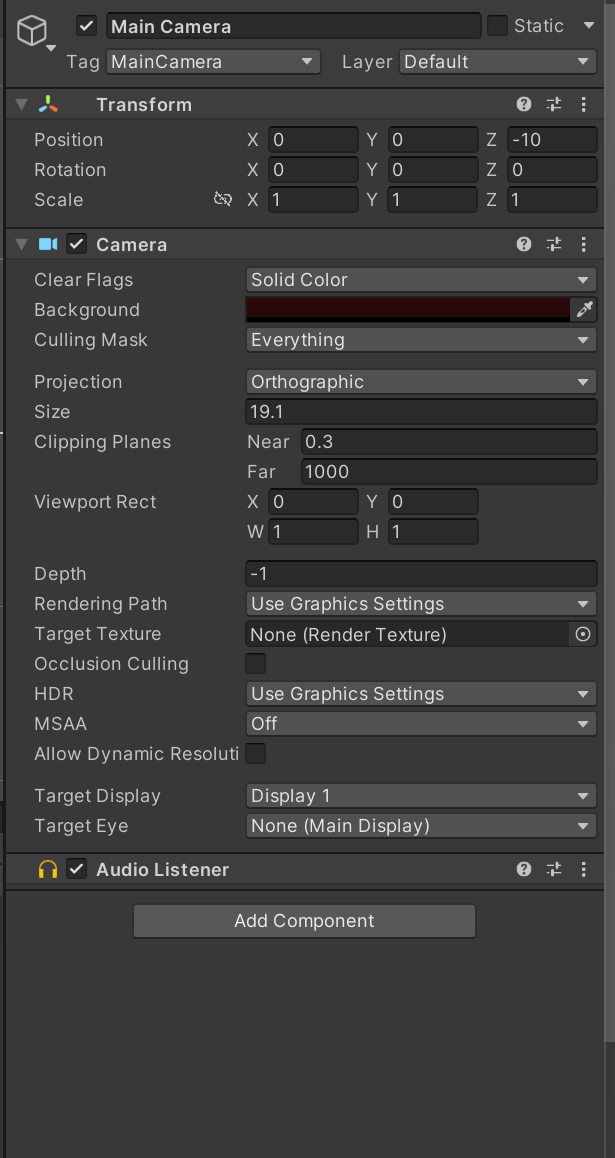 Main Camera Static
Tag MainCamera Layer Default
Transform
Position X 0 Y 0 Z -10
Rotation X 0 Y 0 Z 0
Scale X 1 Y 1 Z 1
Camera
Clear Flags Solid Color
Background
Culling Mask Everything
Projection Orthographic
Size 19.1
Clipping Planes Near 0.3
Far 1000
Viewport Rect X 0 Y 0
W 1 H 1
Depth -1
Rendering Path Use Graphics Settings
Target Texture None (Render Texture)
Occlusion Culling
HDR Use Graphics Settings
MSAA Off
Allow Dynamic Resoluti
Target Display Display 1
Target Eye None (Main Display)
Audio Listener
Add Component